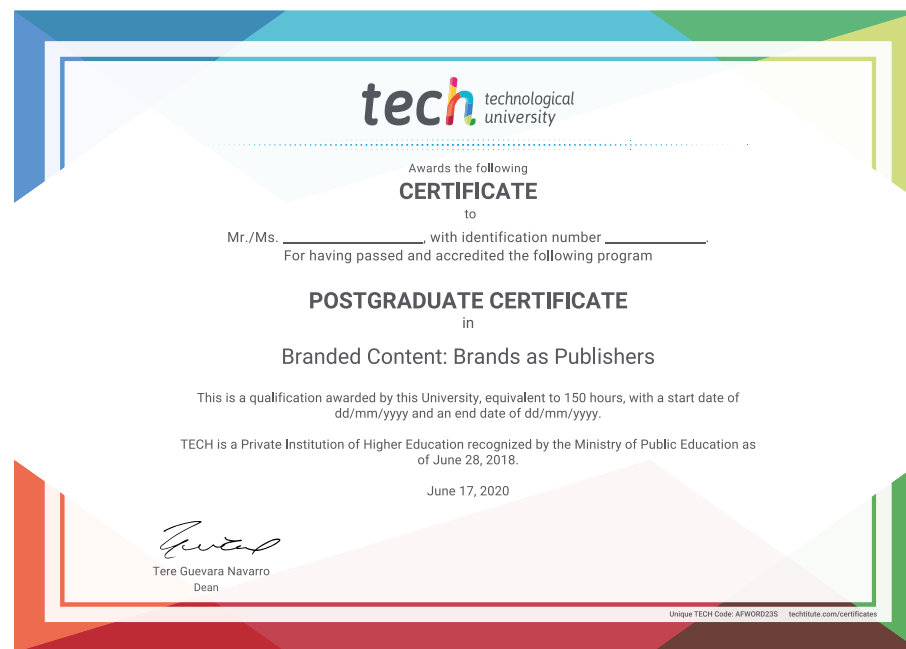 tech technological
university
Awards the following
CERTIFICATE
to
Mr./Ms. ____________________, with identification number ______________.
For having passed and accredited the following program
POSTGRADUATE CERTIFICATE
in
Branded Content: Brands as Publishers
This is a qualification awarded by this University, equivalent to 150 hours, with a start date of
dd/mm/yyyy and an end date of dd/mm/yyyy.
TECH is a Private Institution of Higher Education recognized by the Ministry of Public Education as
of June 28, 2018.
June 17, 2020
Tere Guevara Navarro
Dean
Unique TECH Code: AFWORD23S techtitute.com/certificates